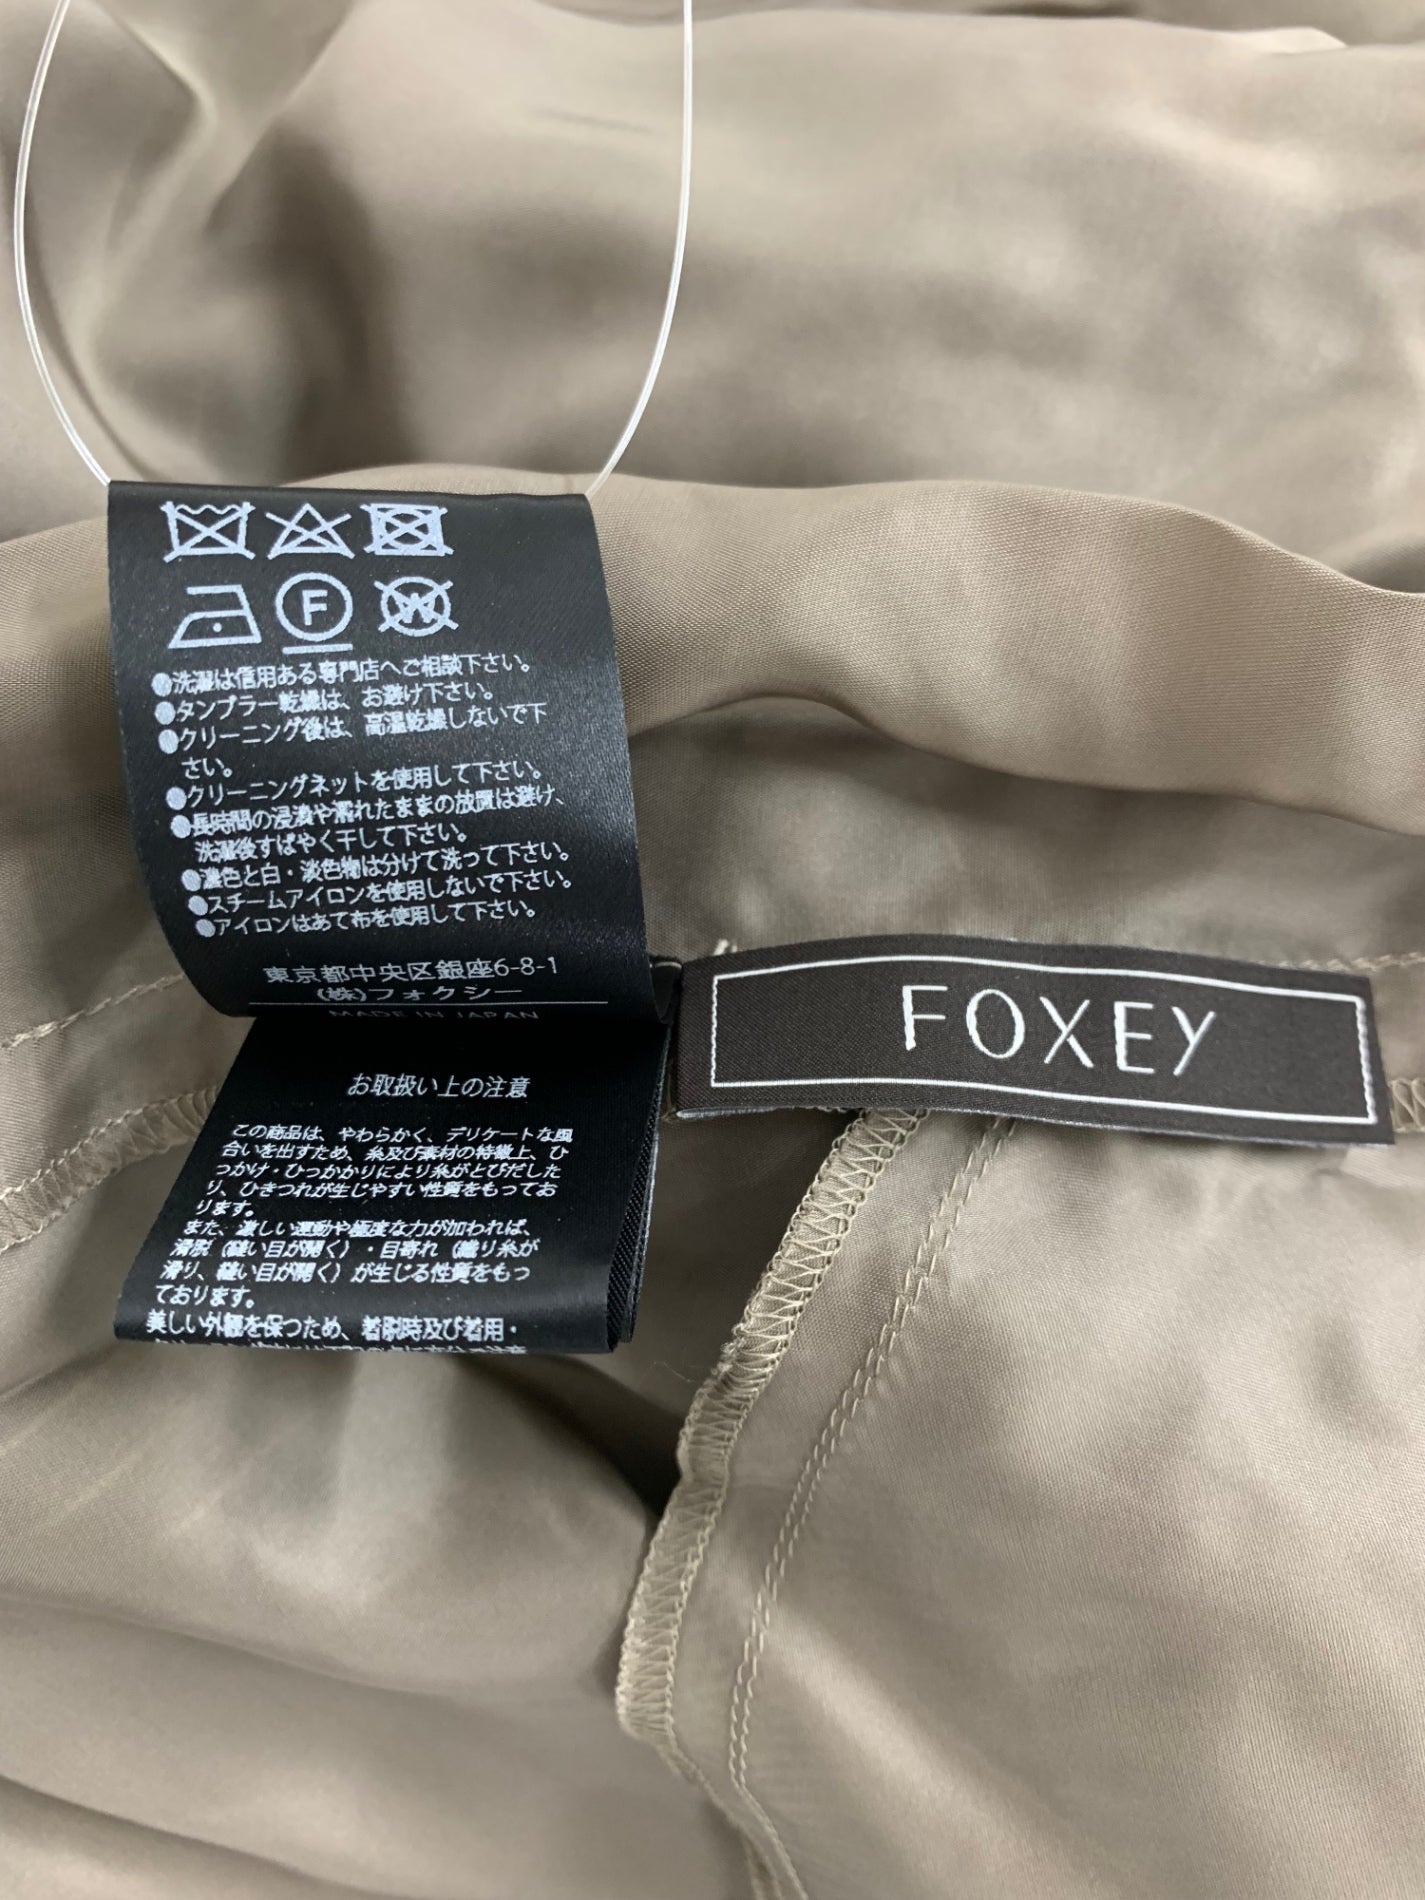 F
W
●洗濯は信用ある専門店へご相談下さい。
●タンブラー乾燥は、お避け下さい。
●クリーニング後は、高温乾燥しないで下
さい。
●クリーニングネットを使用して下さい。
●長時間の浸漬や濡れたままの放置は避け、
洗濯後すばやく干して下さい。
●濃色と白・淡色物は分けて洗って下さい。
●スチームアイロンを使用しないで下さい。
●アイロンはあて布を使用して下さい。
東京都中央区銀座6-8-1
(株)フォクシー
MADE IN JAPAN
FOXEY
お取扱い上の注意
この商品は、やわらかく、デリケートな風
合いを出すため、糸及び素材の特徴上、ひ
っかけ・ひっかかりにより糸がとびだした
り、ひきつれが生じやすい性質をもってお
ります。
また、激しい運動や極度な力が加われば、
滑脱（縫い目が開く）・目寄れ（織り糸が
滑り、縫い目が開く）が生じる性質をもっ
ております。
美しい外観を保つため、着脱時及び着用・